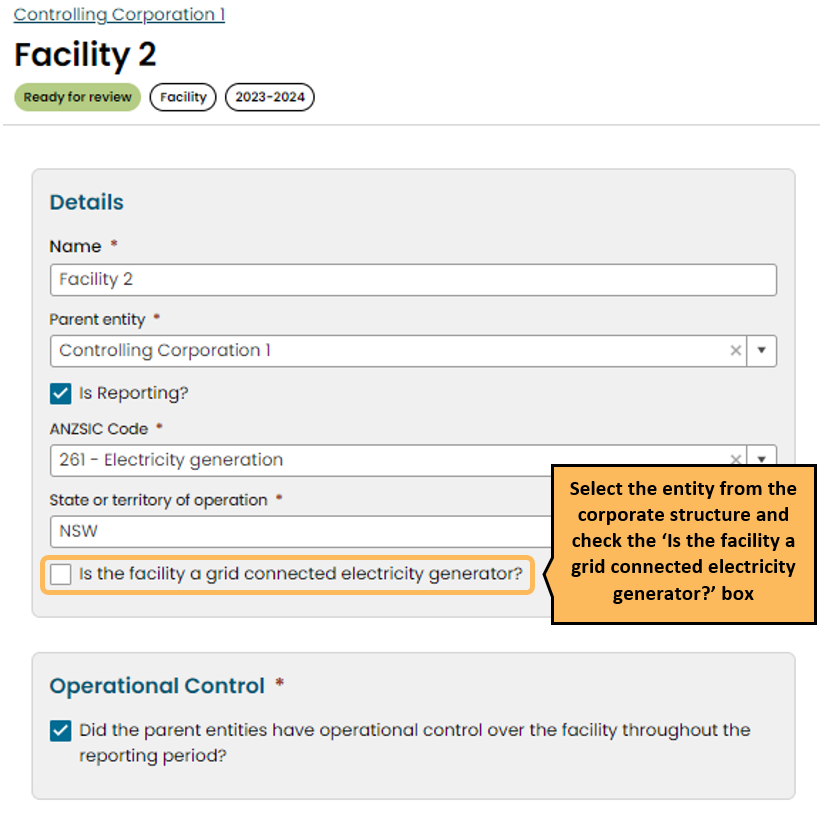 Controlling Corporation 1
Facility 2
Ready for review Facility 2023-2024
Details
Name *
Facility 2
Parent entity *
Controlling Corporation 1
Is Reporting?
ANZSIC Code *
261 - Electricity generation
State or territory of operation *
NSW
Is the facility a grid connected electricity generator?
Select the entity from the
corporate structure and
check the ‘Is the facility a
grid connected electricity
generator?’ box
Operational Control *
Did the parent entities have operational control over the facility throughout the
reporting period?